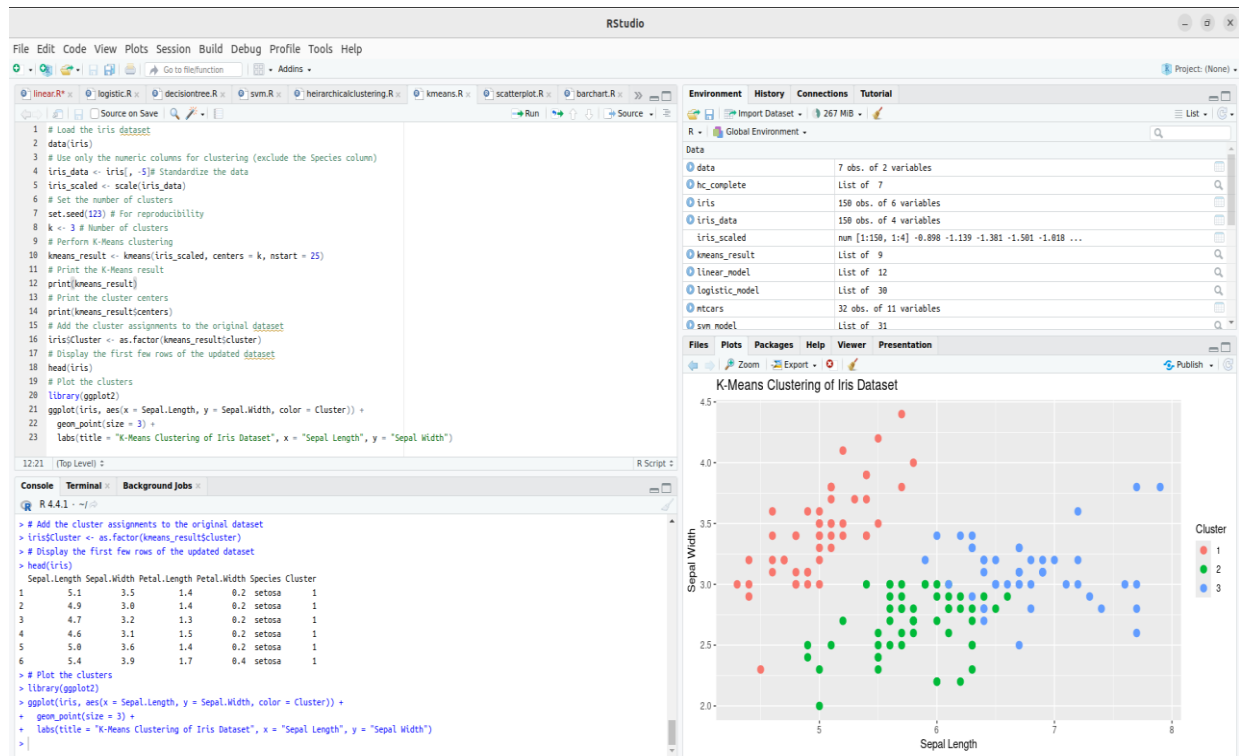 RStudio
File Edit Code View Plots Session Build Debug Profile Tools Help
Go to file/function Addins Project: (None)
linear.R* logistic.R decisiontree.R svm.R heirarchicalclustering.R kmeans.R scatterplot.R barchart.R
Source on Save Run Source
1 # Load the iris dataset
2 data(iris)
3 # Use only the numeric columns for clustering (exclude the Species column)
4 iris_data <- iris[, -5]# Standardize the data
5 iris_scaled <- scale(iris_data)
6 # Set the number of clusters
7 set.seed(123) # For reproducibility
8 k <- 3 # Number of clusters
9 # Perform K-Means clustering
10 kmeans_result <- kmeans(iris_scaled, centers = k, nstart = 25)
11 # Print the K-Means result
12 print(kmeans_result)
13 # Print the cluster centers
14 print(kmeans_result$centers)
15 # Add the cluster assignments to the original dataset
16 iris$Cluster <- as.factor(kmeans_result$cluster)
17 # Display the first few rows of the updated dataset
18 head(iris)
19 # Plot the clusters
20 library(ggplot2)
21 ggplot(iris, aes(x = Sepal.Length, y = Sepal.Width, color = Cluster)) +
22 geom_point(size = 3) +
23 labs(title = "K-Means Clustering of Iris Dataset", x = "Sepal Length", y = "Sepal Width")
12:21 (Top Level) R Script
Console Terminal Background Jobs
R 4.4.1 · ~/
> # Add the cluster assignments to the original dataset
> iris$Cluster <- as.factor(kmeans_result$cluster)
> # Display the first few rows of the updated dataset
> head(iris)
Sepal.Length Sepal.Width Petal.Length Petal.Width Species Cluster
1 5.1 3.5 1.4 0.2 setosa 1
2 4.9 3.0 1.4 0.2 setosa 1
3 4.7 3.2 1.3 0.2 setosa 1
4 4.6 3.1 1.5 0.2 setosa 1
5 5.0 3.6 1.4 0.2 setosa 1
6 5.4 3.9 1.7 0.4 setosa 1
> # Plot the clusters
> library(ggplot2)
> ggplot(iris, aes(x = Sepal.Length, y = Sepal.Width, color = Cluster)) +
+ geom_point(size = 3) +
+ labs(title = "K-Means Clustering of Iris Dataset", x = "Sepal Length", y = "Sepal Width")
>
Environment History Connections Tutorial
Import Dataset 267 MiB List
R Global Environment
Data
data 7 obs. of 2 variables
hc_complete List of 7
iris 150 obs. of 6 variables
iris_data 150 obs. of 4 variables
iris_scaled num [1:150, 1:4] -0.898 -1.139 -1.381 -1.501 -1.018 ...
kmeans_result List of 9
linear_model List of 12
logistic_model List of 30
mtcars 32 obs. of 11 variables
svm_model List of 31
Files Plots Packages Help Viewer Presentation
Zoom Export Publish
K-Means Clustering of Iris Dataset
4.5
4.0
3.5
3.0
2.5
2.0
Sepal Width
5 6 7 8
Sepal Length
Cluster
1
2
3